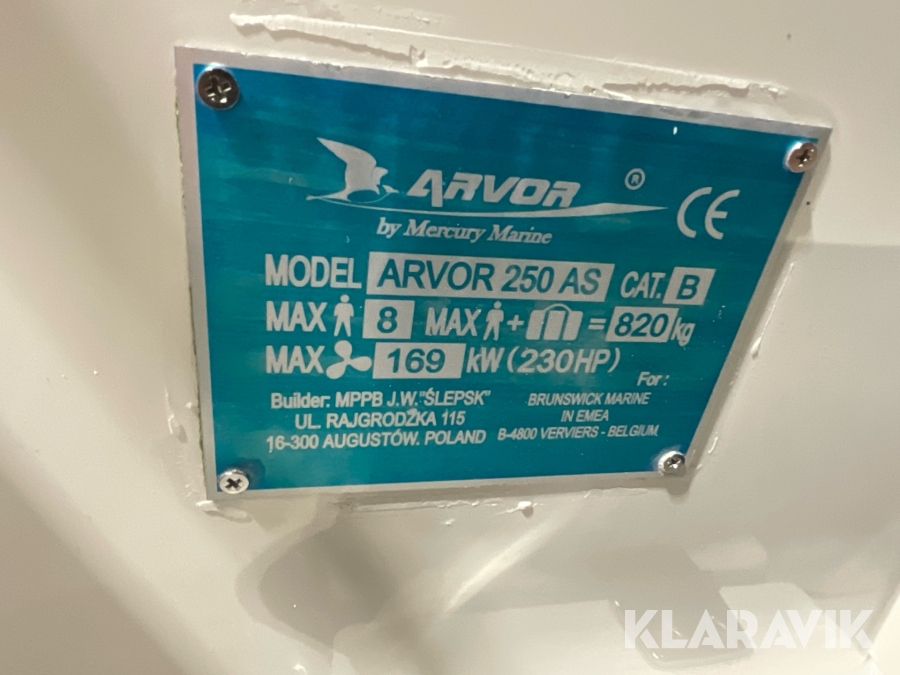 ARVOR ®
by Mercury Marine
CE
MODEL ARVOR 250 AS CAT. B
MAX 8 MAX + = 820 kg
MAX 169 kW (230HP)
Builder: MPPB J.W."ŚLEPSK"
UL. RAJGRODŻKA 115
16-300 AUGUSTÓW. POLAND
For:
BRUNSWICK MARINE
IN EMEA
B-4800 VERVIERS - BELGIUM
KLARAVIK